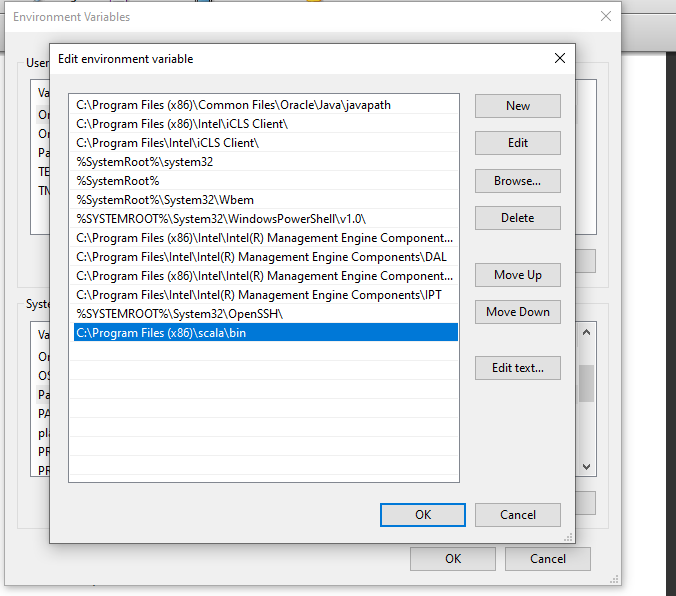 Environment Variables
Edit environment variable
User
Va
Or
Or
Pa
TE
TN
C:\Program Files (x86)\Common Files\Oracle\Java\javapath
C:\Program Files (x86)\Intel\iCLS Client\
C:\Program Files\Intel\iCLS Client\
%SystemRoot%\system32
%SystemRoot%
%SystemRoot%\System32\Wbem
%SYSTEMROOT%\System32\WindowsPowerShell\v1.0\
C:\Program Files (x86)\Intel\Intel(R) Management Engine Component...
C:\Program Files\Intel\Intel(R) Management Engine Components\DAL
C:\Program Files (x86)\Intel\Intel(R) Management Engine Component...
C:\Program Files\Intel\Intel(R) Management Engine Components\IPT
%SYSTEMROOT%\System32\OpenSSH\
C:\Program Files (x86)\scala\bin
New
Edit
Browse...
Delete
Move Up
Move Down
Edit text...
Syste
Va
Or
OS
Pa
PA
pl
PR
PR
OK
Cancel
OK
Cancel